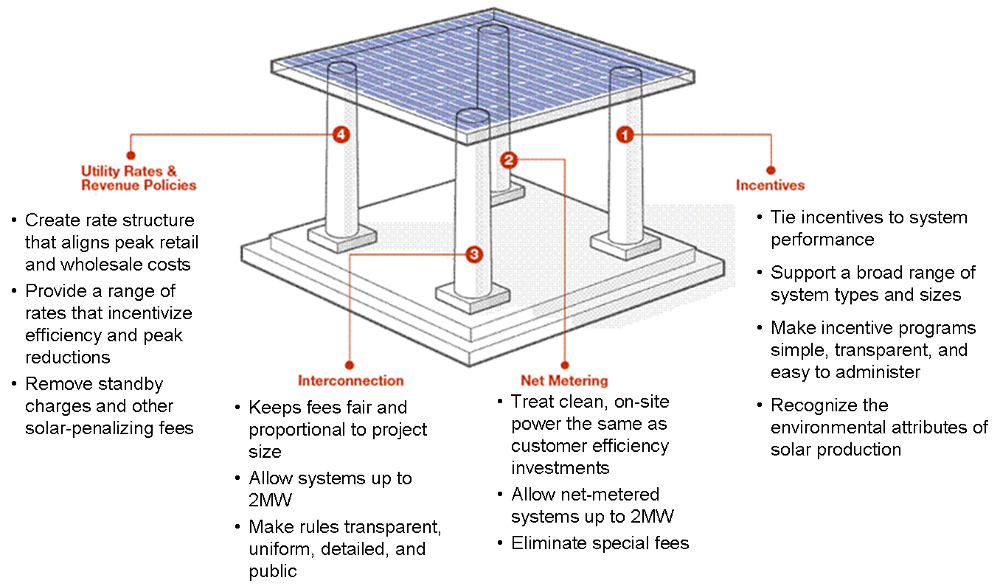 4
1
2
3
Utility Rates &
Revenue Policies
• Create rate structure
that aligns peak retail
and wholesale costs
• Provide a range of
rates that incentivize
efficiency and peak
reductions
• Remove standby
charges and other
solar-penalizing fees
Interconnection
• Keeps fees fair and
proportional to project
size
• Allow systems up to
2MW
• Make rules transparent,
uniform, detailed, and
public
Net Metering
• Treat clean, on-site
power the same as
customer efficiency
investments
• Allow net-metered
systems up to 2MW
• Eliminate special fees
Incentives
• Tie incentives to system
performance
• Support a broad range of
system types and sizes
• Make incentive programs
simple, transparent, and
easy to administer
• Recognize the
environmental attributes of
solar production